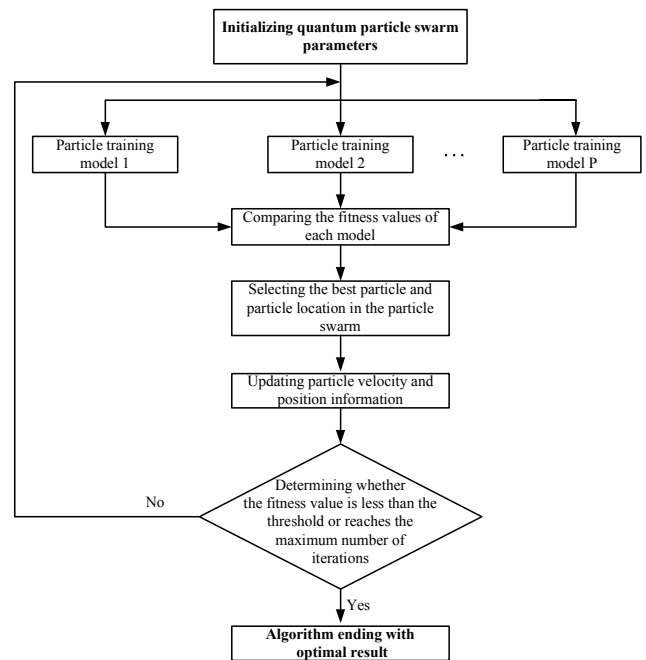 Initializing quantum particle swarm
parameters
Particle training
model 1
Particle training
model 2
···
Particle training
model P
Comparing the fitness values of
each model
Selecting the best particle and
particle location in the particle
swarm
Updating particle velocity and
position information
Determining whether
the fitness value is less than the
threshold or reaches the
maximum number of
iterations
No
Yes
Algorithm ending with
optimal result